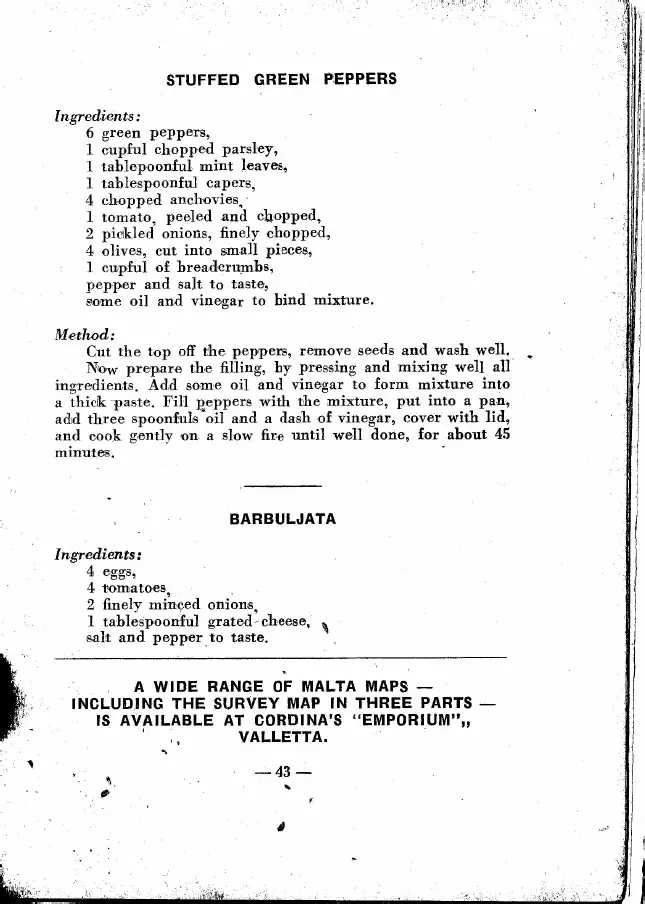 STUFFED GREEN PEPPERS
Ingredients:
6 green peppers,
1 cupful chopped parsley,
1 tablepoonful mint leaves,
1 tablespoonful capers,
4 chopped anchovies,
1 tomato, peeled and chopped,
2 pickled onions, finely chopped,
4 olives, cut into small pieces,
1 cupful of breadcrumbs,
pepper and salt to taste,
some oil and vinegar to bind mixture.
Method:
Cut the top off the peppers, remove seeds and wash well.
Now prepare the filling, by pressing and mixing well all
ingredients. Add some oil and vinegar to form mixture into
a thick paste. Fill peppers with the mixture, put into a pan,
add three spoonfuls oil and a dash of vinegar, cover with lid,
and cook gently on a slow fire until well done, for about 45
minutes.
BARBULJATA
Ingredients:
4 eggs,
4 tomatoes,
2 finely minced onions,
1 tablespoonful grated cheese,
salt and pepper to taste.
A WIDE RANGE OF MALTA MAPS —
INCLUDING THE SURVEY MAP IN THREE PARTS —
IS AVAILABLE AT CORDINA'S "EMPORIUM",,
VALLETTA.
— 43 —